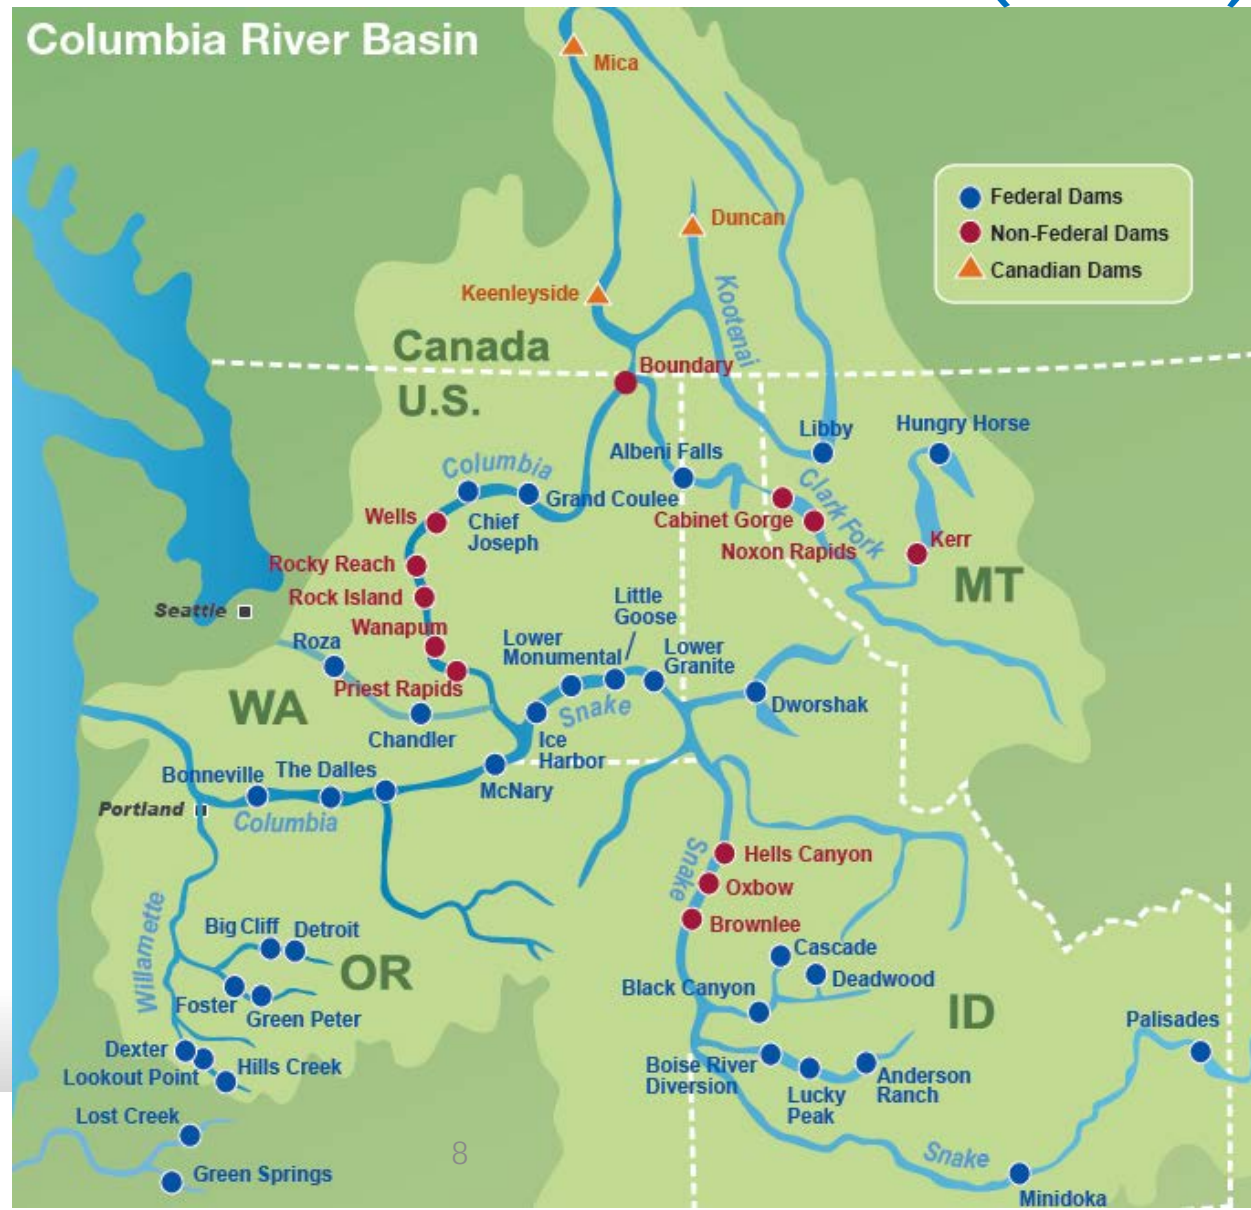 Columbia River Basin
Mica
Federal Dams
Non-Federal Dams
Canadian Dams
Duncan
Keenleyside
Kootenai
Canada
U.S.
Boundary
Libby
Hungry Horse
Albeni Falls
Columbia
Grand Coulee
Clark Fork
Wells
Chief
Joseph
Cabinet Gorge
Noxon Rapids
Kerr
MT
Rocky Reach
Rock Island
Seattle
Wanapum
Little
Goose
Roza
Lower
Monumental
Lower
Granite
Priest Rapids
WA
Snake
Dworshak
Chandler
Ice
Harbor
Bonneville
The Dalles
McNary
Portland
Columbia
Snake
Hells Canyon
Oxbow
Brownlee
Willamette
Big Cliff
Detroit
OR
Cascade
Deadwood
Black Canyon
ID
Foster
Green Peter
Palisades
Dexter
Lookout Point
Hills Creek
Boise River
Diversion
Lucky
Peak
Anderson
Ranch
Lost Creek
8
Snake
Green Springs
Minidoka